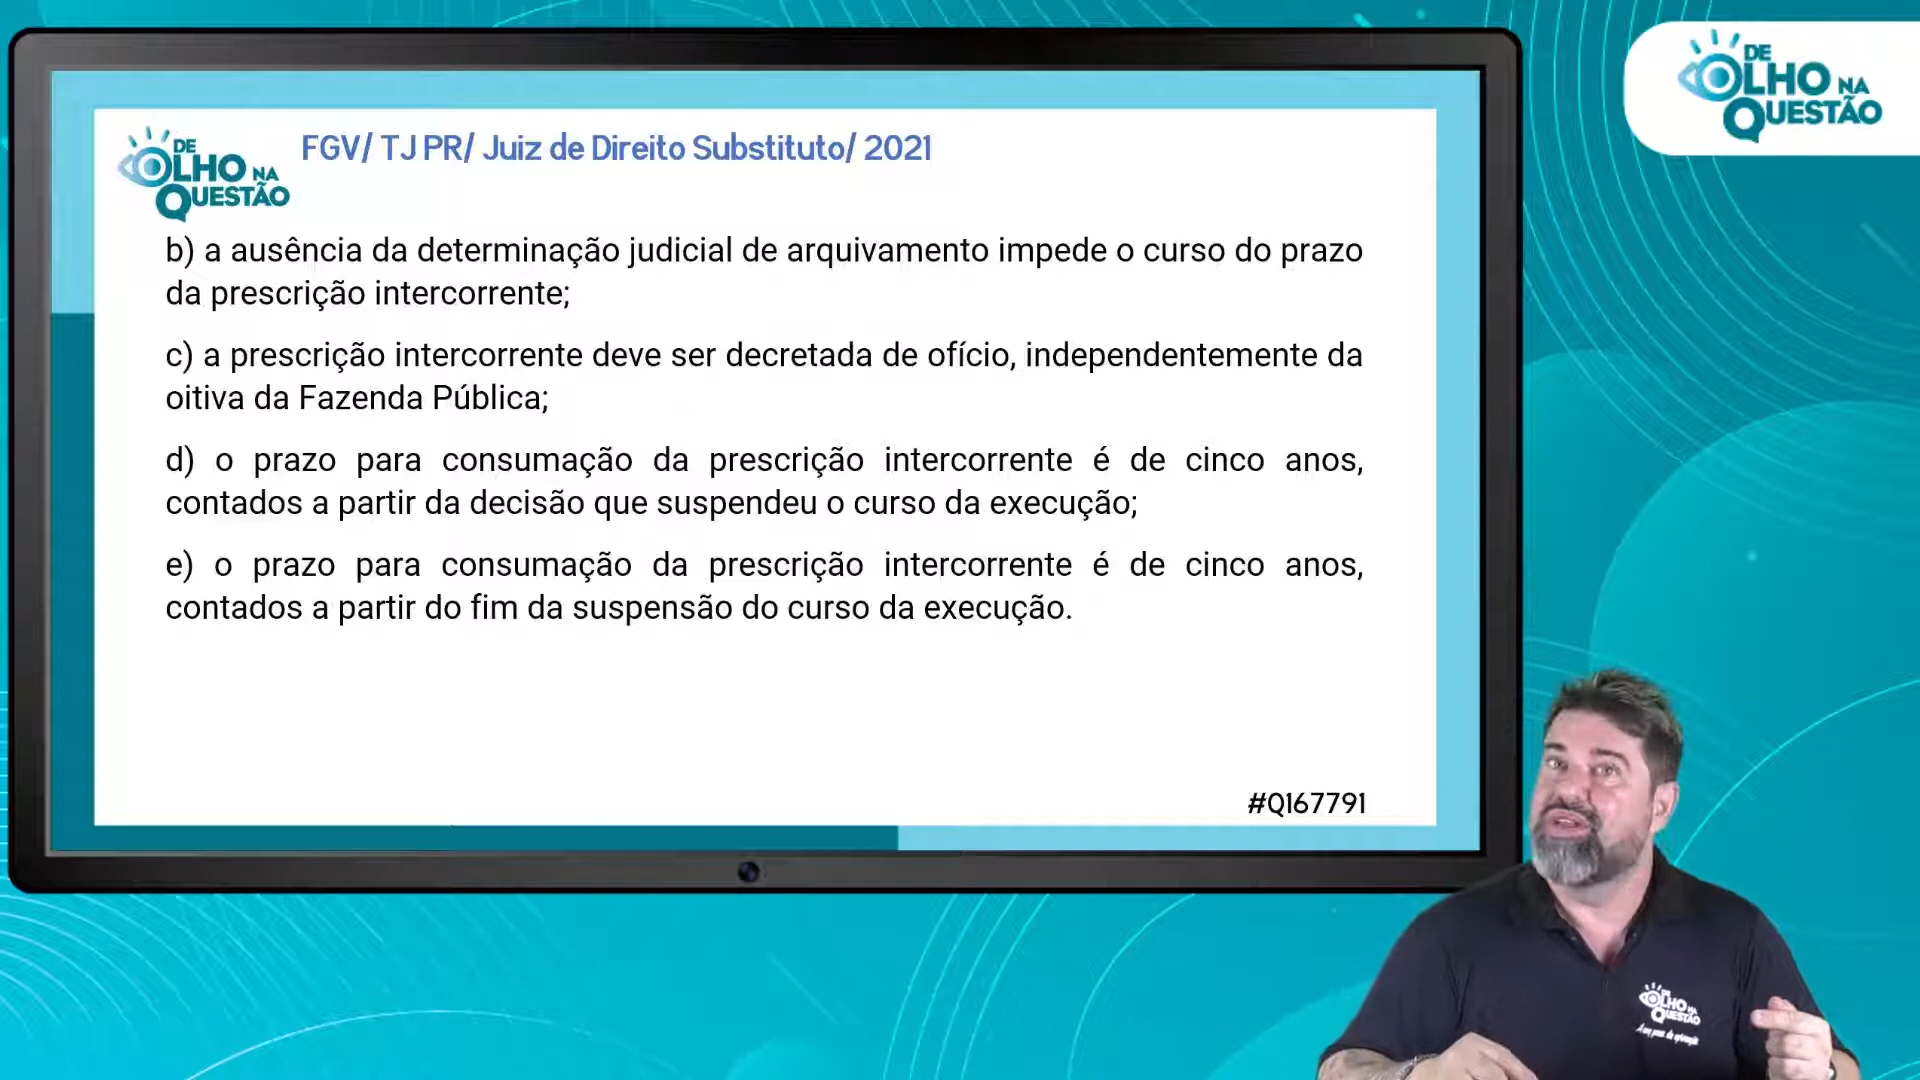 DE
OLHO NA
QUESTÃO
FGV/ TJ PR/ Juiz de Direito Substituto/ 2021
DE
OLHO NA
QUESTÃO
b) a ausência da determinação judicial de arquivamento impede o curso do prazo
da prescrição intercorrente;
c) a prescrição intercorrente deve ser decretada de ofício, independentemente da
oitiva da Fazenda Pública;
d) o prazo para consumação da prescrição intercorrente é de cinco anos,
contados a partir da decisão que suspendeu o curso da execução;
e) o prazo para consumação da prescrição intercorrente é de cinco anos,
contados a partir do fim da suspensão do curso da execução.
#Q167791
DE
OLHO NA
QUESTÃO